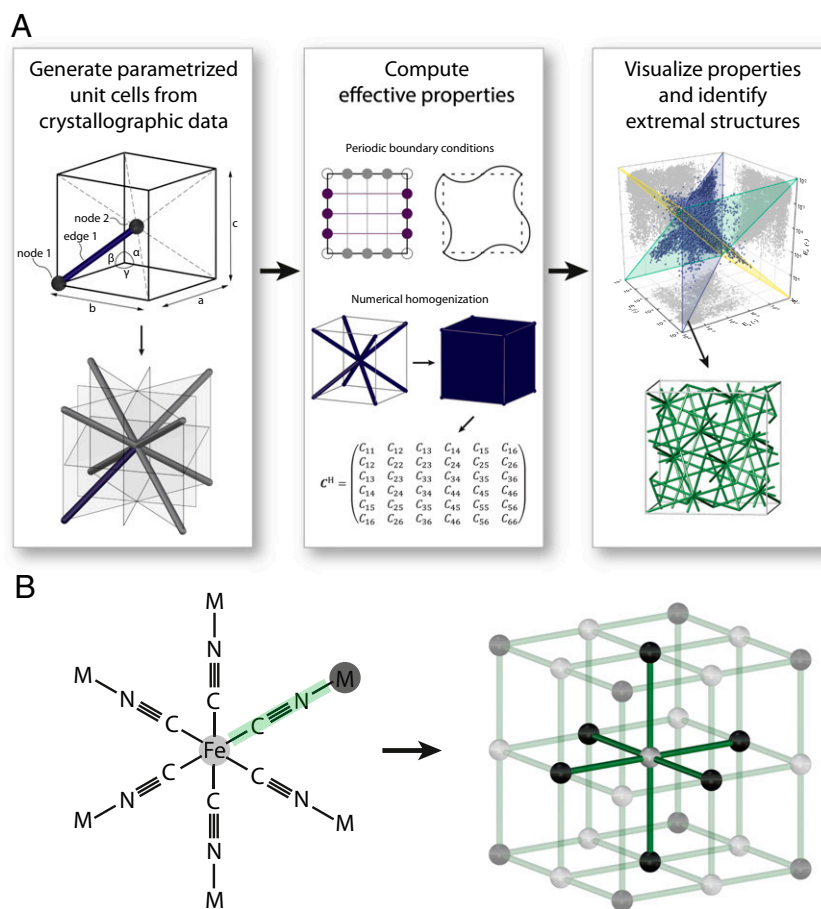 A
Generate parametrized
unit cells from
crystallographic data
node 2
edge 1
node 1
α
β
γ
c
b
a
Compute
effective properties
Periodic boundary conditions
Numerical homogenization
C^H =
C₁₁ C₁₂ C₁₃ C₁₄ C₁₅ C₁₆
C₁₂ C₂₂ C₂₃ C₂₄ C₂₅ C₂₆
C₁₃ C₂₃ C₃₃ C₃₄ C₃₅ C₃₆
C₁₄ C₂₄ C₃₄ C₄₄ C₄₅ C₄₆
C₁₅ C₂₅ C₃₅ C₄₅ C₅₅ C₅₆
C₁₆ C₂₆ C₃₆ C₄₆ C₅₆ C₆₆
Visualize properties
and identify
extremal structures
B
M
N
M
M
N
C
C
N
C
Fe
C
C
N
C
N
M
M
N
M